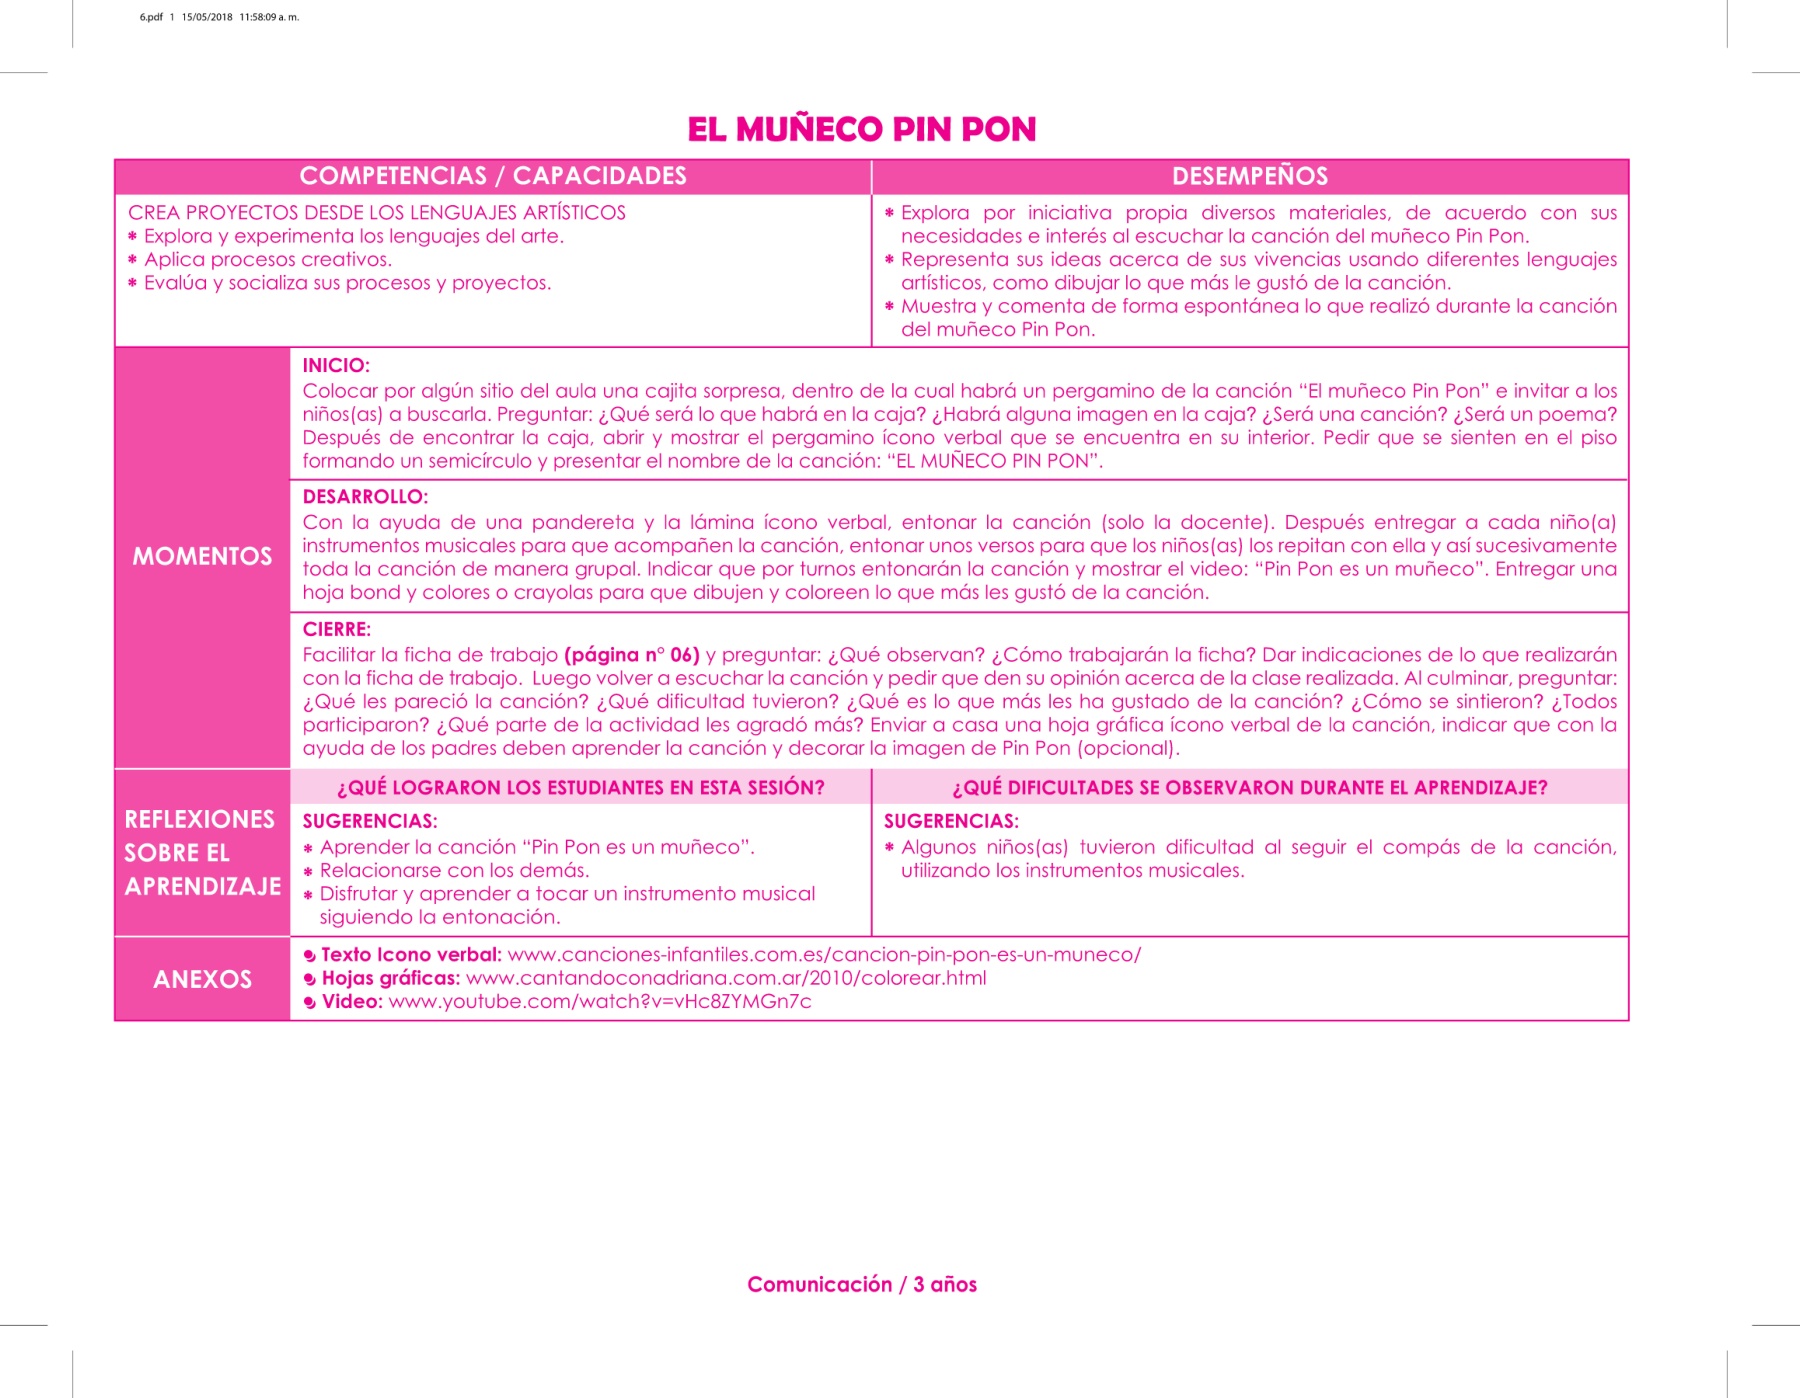 6.pdf 1 15/05/2018 11:58:09 a. m.
EL MUÑECO PIN PON
COMPETENCIAS / CAPACIDADES
DESEMPEÑOS
CREA PROYECTOS DESDE LOS LENGUAJES ARTÍSTICOS
* Explora y experimenta los lenguajes del arte.
* Aplica procesos creativos.
* Evalúa y socializa sus procesos y proyectos.
* Explora por iniciativa propia diversos materiales, de acuerdo con sus
necesidades e interés al escuchar la canción del muñeco Pin Pon.
* Representa sus ideas acerca de sus vivencias usando diferentes lenguajes
artísticos, como dibujar lo que más le gustó de la canción.
* Muestra y comenta de forma espontánea lo que realizó durante la canción
del muñeco Pin Pon.
MOMENTOS
INICIO:
Colocar por algún sitio del aula una cajita sorpresa, dentro de la cual habrá un pergamino de la canción “El muñeco Pin Pon” e invitar a los
niños(as) a buscarla. Preguntar: ¿Qué será lo que habrá en la caja? ¿Habrá alguna imagen en la caja? ¿Será una canción? ¿Será un poema?
Después de encontrar la caja, abrir y mostrar el pergamino ícono verbal que se encuentra en su interior. Pedir que se sienten en el piso
formando un semicírculo y presentar el nombre de la canción: “EL MUÑECO PIN PON”.
DESARROLLO:
Con la ayuda de una pandereta y la lámina ícono verbal, entonar la canción (solo la docente). Después entregar a cada niño(a)
instrumentos musicales para que acompañen la canción, entonar unos versos para que los niños(as) los repitan con ella y así sucesivamente
toda la canción de manera grupal. Indicar que por turnos entonarán la canción y mostrar el video: “Pin Pon es un muñeco”. Entregar una
hoja bond y colores o crayolas para que dibujen y coloreen lo que más les gustó de la canción.
CIERRE:
Facilitar la ficha de trabajo (página n° 06) y preguntar: ¿Qué observan? ¿Cómo trabajarán la ficha? Dar indicaciones de lo que realizarán
con la ficha de trabajo. Luego volver a escuchar la canción y pedir que den su opinión acerca de la clase realizada. Al culminar, preguntar:
¿Qué les pareció la canción? ¿Qué dificultad tuvieron? ¿Qué es lo que más les ha gustado de la canción? ¿Cómo se sintieron? ¿Todos
participaron? ¿Qué parte de la actividad les agradó más? Enviar a casa una hoja gráfica ícono verbal de la canción, indicar que con la
ayuda de los padres deben aprender la canción y decorar la imagen de Pin Pon (opcional).
REFLEXIONES
SOBRE EL
APRENDIZAJE
¿QUÉ LOGRARON LOS ESTUDIANTES EN ESTA SESIÓN?
SUGERENCIAS:
* Aprender la canción “Pin Pon es un muñeco”.
* Relacionarse con los demás.
* Disfrutar y aprender a tocar un instrumento musical
siguiendo la entonación.
¿QUÉ DIFICULTADES SE OBSERVARON DURANTE EL APRENDIZAJE?
SUGERENCIAS:
* Algunos niños(as) tuvieron dificultad al seguir el compás de la canción,
utilizando los instrumentos musicales.
ANEXOS
Texto Icono verbal: www.canciones-infantiles.com.es/cancion-pin-pon-es-un-muneco/
Hojas gráficas: www.cantandoconadriana.com.ar/2010/colorear.html
Video: www.youtube.com/watch?v=vHc8ZYMGn7c
Comunicación / 3 años